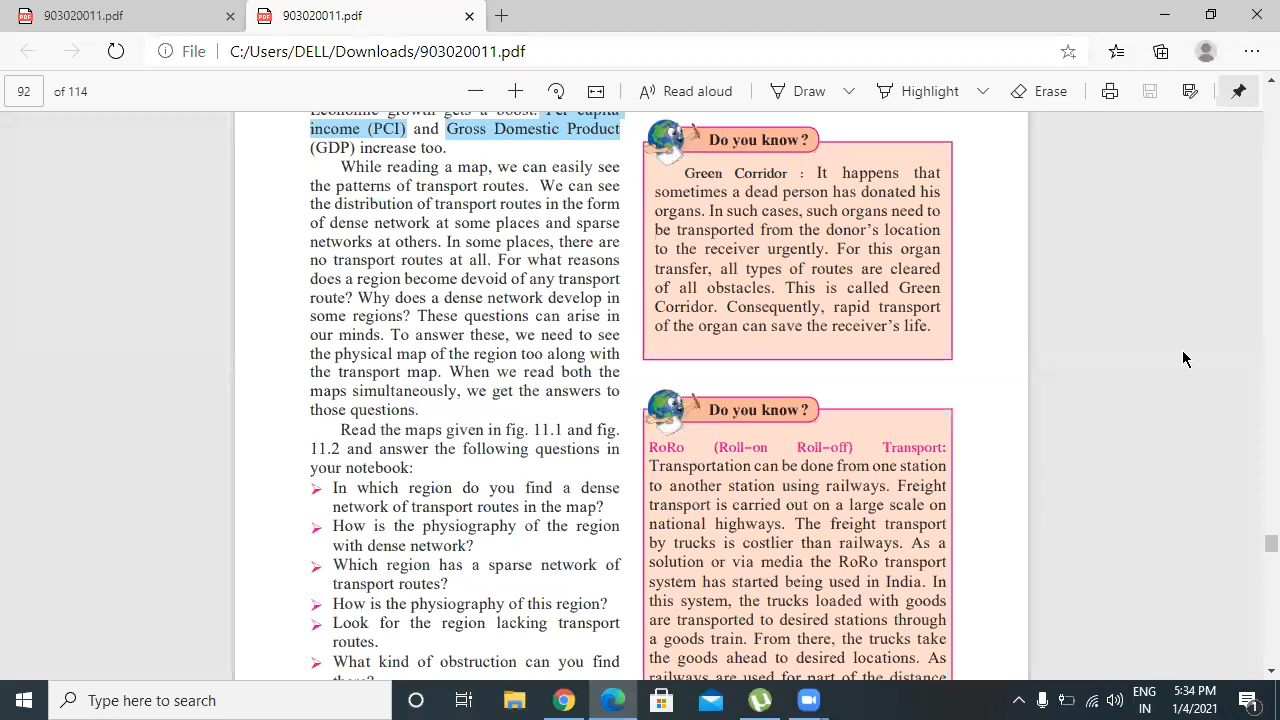 903020011.pdf
903020011.pdf
File
C:/Users/DELL/Downloads/903020011.pdf
92
of 114
Read aloud
Draw
Highlight
Erase
Economic growth gets a boost. Per capita
income (PCI) and Gross Domestic Product
(GDP) increase too.
While reading a map, we can easily see
the patterns of transport routes. We can see
the distribution of transport routes in the form
of dense network at some places and sparse
networks at others. In some places, there are
no transport routes at all. For what reasons
does a region become devoid of any transport
route? Why does a dense network develop in
some regions? These questions can arise in
our minds. To answer these, we need to see
the physical map of the region too along with
the transport map. When we read both the
maps simultaneously, we get the answers to
those questions.
Read the maps given in fig. 11.1 and fig.
11.2 and answer the following questions in
your notebook:
➢ In which region do you find a dense
network of transport routes in the map?
➢ How is the physiography of the region
with dense network?
➢ Which region has a sparse network of
transport routes?
➢ How is the physiography of this region?
➢ Look for the region lacking transport
routes.
➢ What kind of obstruction can you find
there?
Do you know?
Green Corridor : It happens that
sometimes a dead person has donated his
organs. In such cases, such organs need to
be transported from the donor's location
to the receiver urgently. For this organ
transfer, all types of routes are cleared
of all obstacles. This is called Green
Corridor. Consequently, rapid transport
of the organ can save the receiver's life.
Do you know?
RoRo (Roll-on Roll-off) Transport:
Transportation can be done from one station
to another station using railways. Freight
transport is carried out on a large scale on
national highways. The freight transport
by trucks is costlier than railways. As a
solution or via media the RoRo transport
system has started being used in India. In
this system, the trucks loaded with goods
are transported to desired stations through
a goods train. From there, the trucks take
the goods ahead to desired locations. As
railways are used for part of the distance
Type here to search
ENG
IN
5:34 PM
1/4/2021
1